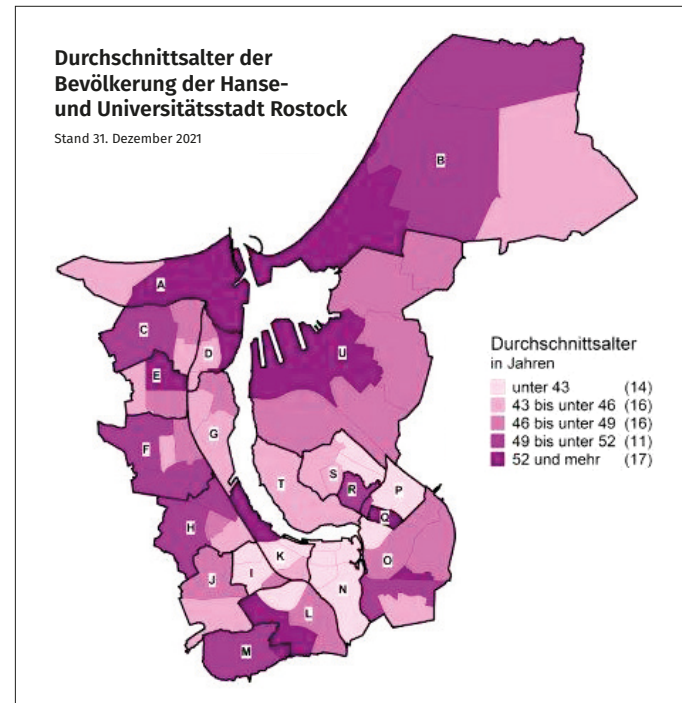 Durchschnittsalter der
Bevölkerung der Hanse-
und Universitätsstadt Rostock
Stand 31. Dezember 2021
B
A
C
D
E
U
F
G
S
T
R
P
Q
H
K
O
J
I
N
L
M
Durchschnittsalter
in Jahren
unter 43 (14)
43 bis unter 46 (16)
46 bis unter 49 (16)
49 bis unter 52 (11)
52 und mehr (17)